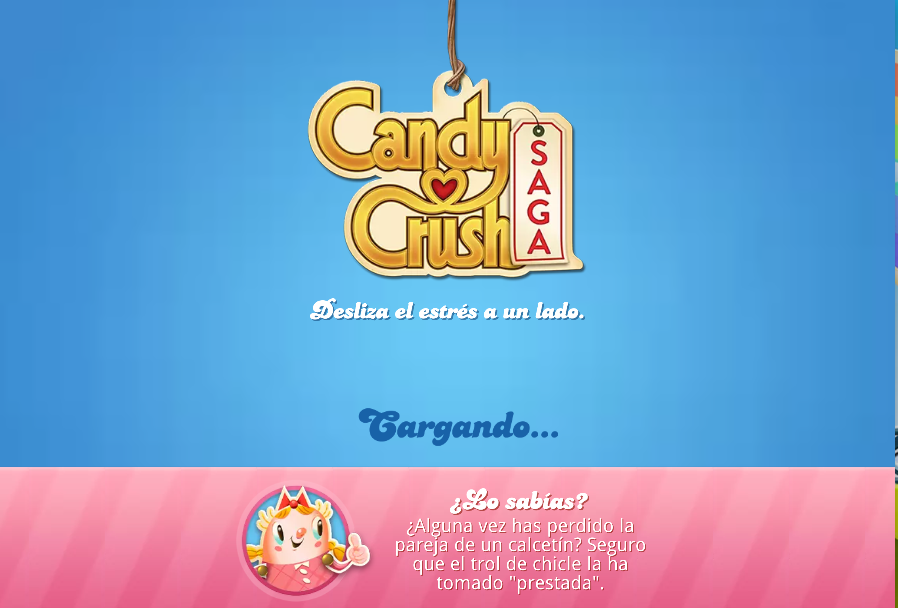 Candy
Crush
SAGA
Desliza el estrés a un lado.
Cargando...
¿Lo sabías?
¿Alguna vez has perdido la
pareja de un calcetín? Seguro
que el trol de chicle la ha
tomado "prestada".